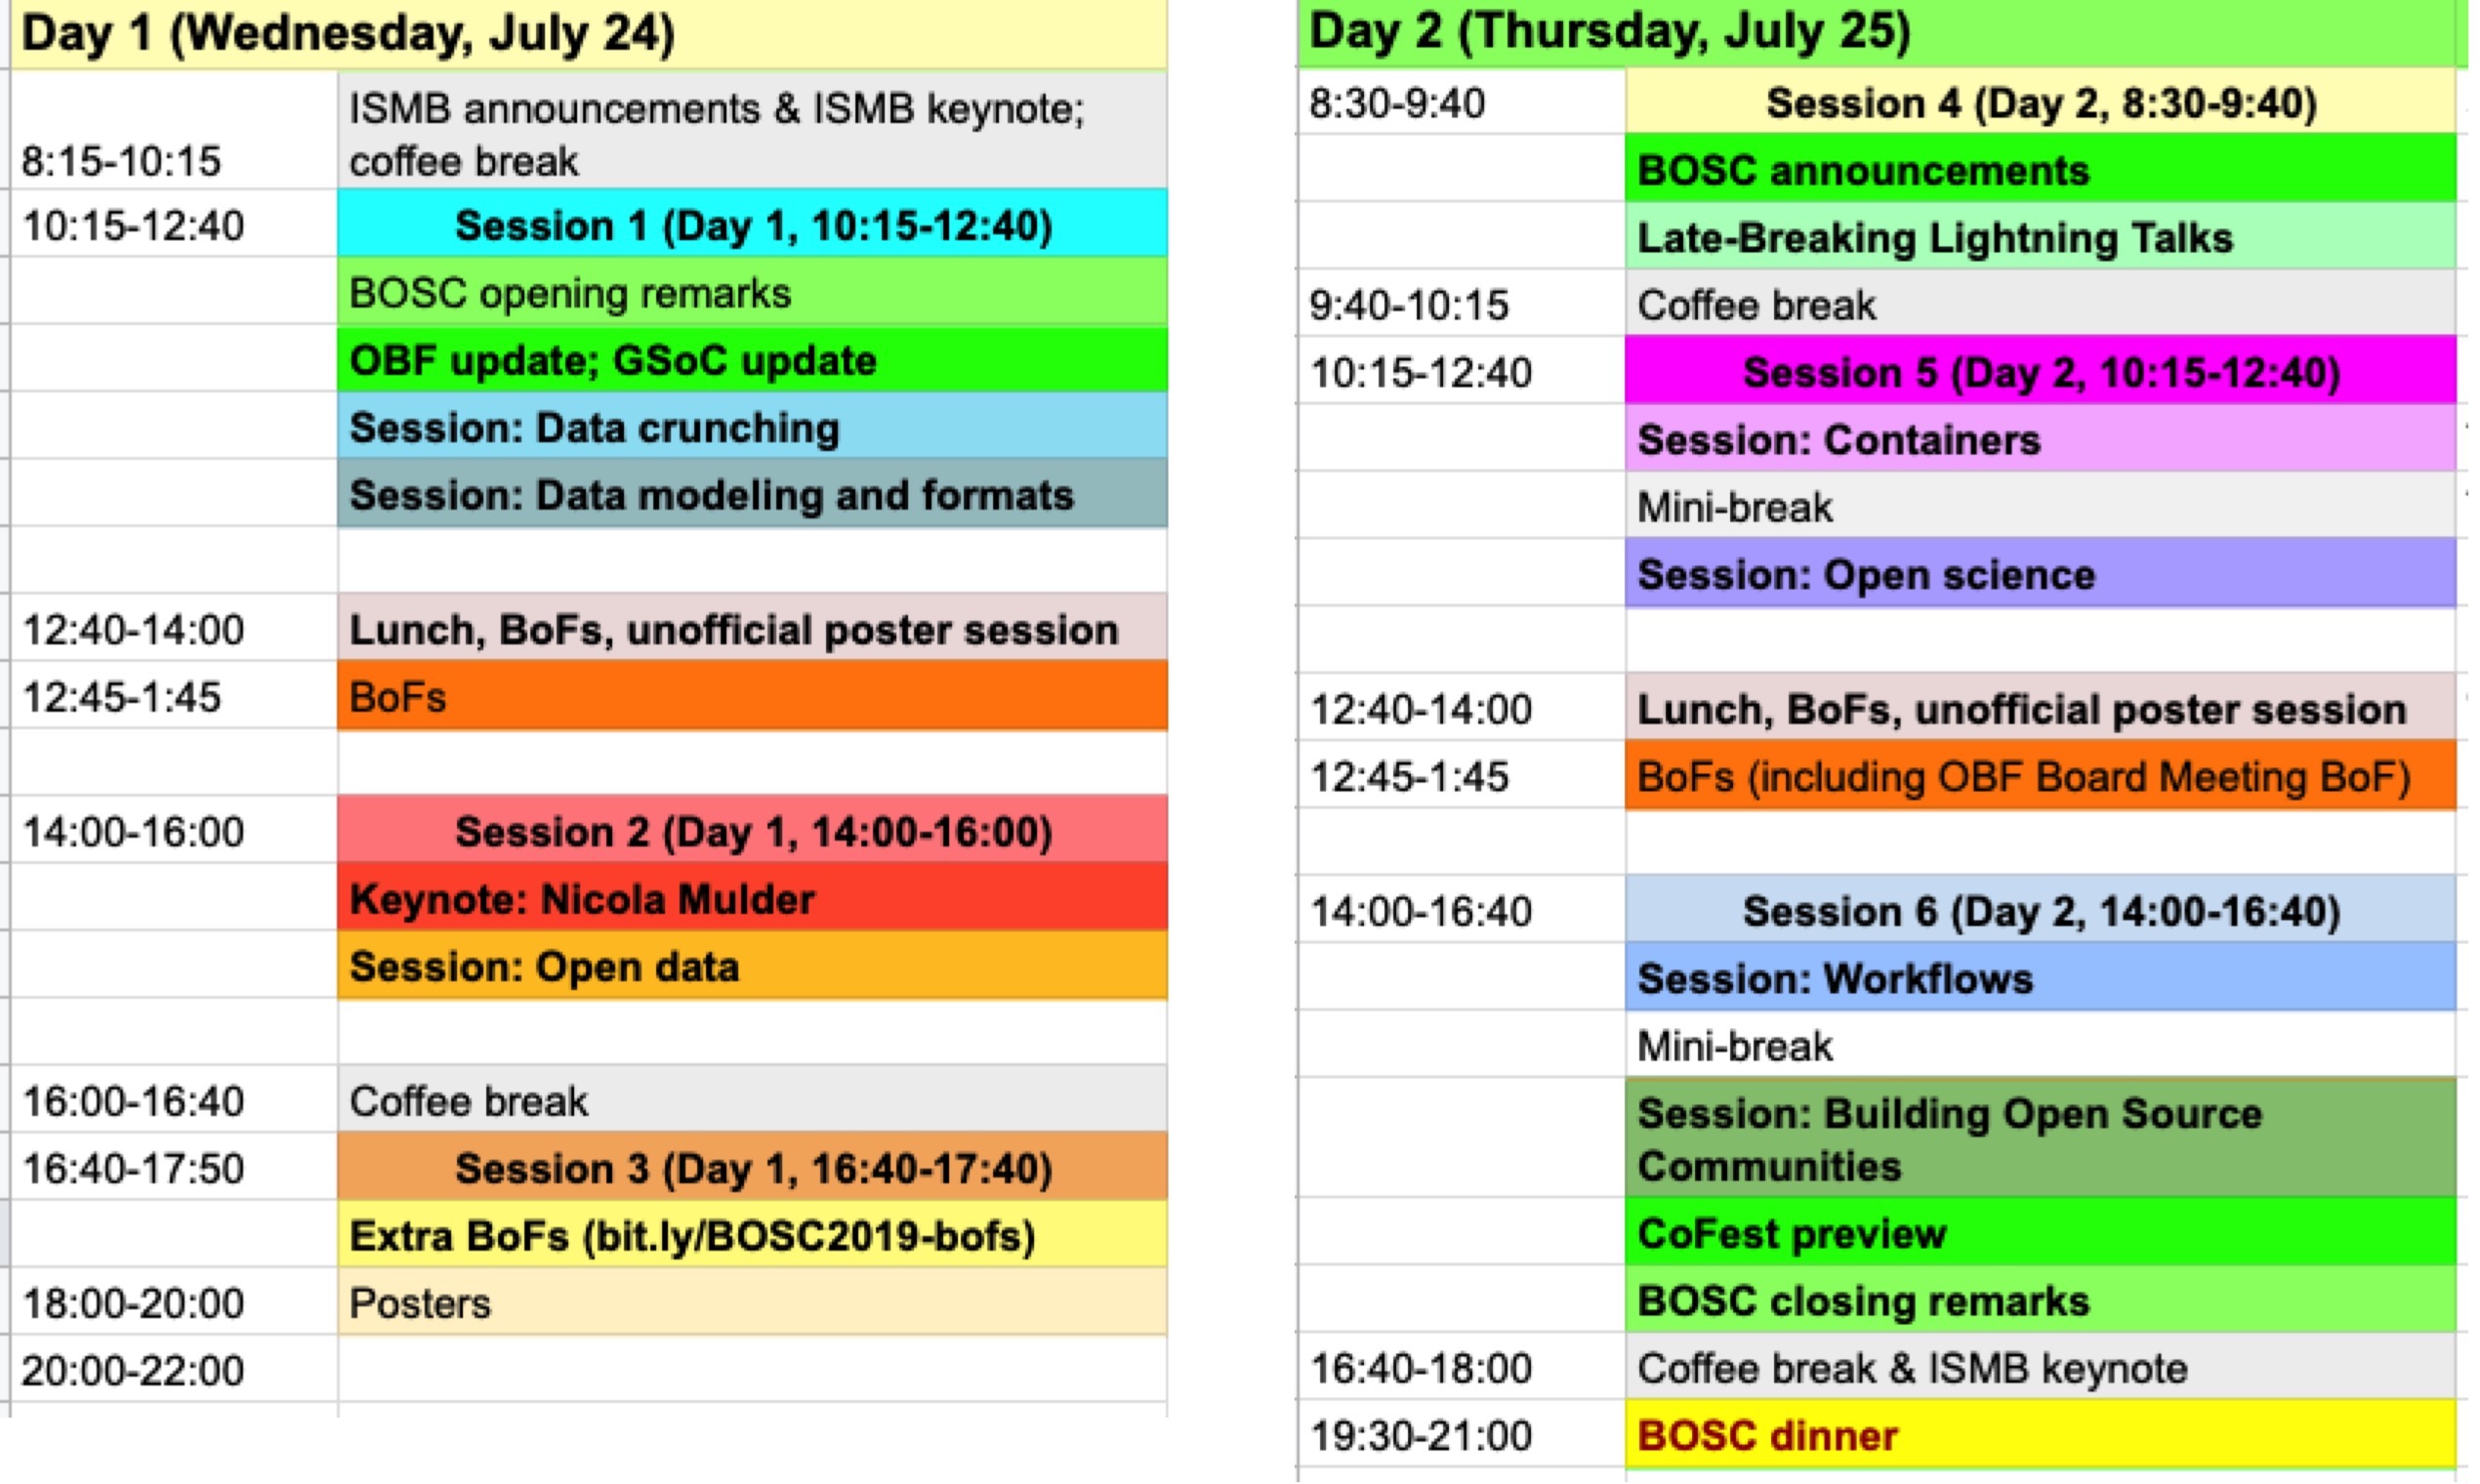 Day 1 (Wednesday, July 24)
ISMB announcements & ISMB keynote;
8:15-10:15 coffee break
10:15-12:40 Session 1 (Day 1, 10:15-12:40)
BOSC opening remarks
OBF update; GSoC update
Session: Data crunching
Session: Data modeling and formats
12:40-14:00 Lunch, BoFs, unofficial poster session
12:45-1:45 BoFs
14:00-16:00 Session 2 (Day 1, 14:00-16:00)
Keynote: Nicola Mulder
Session: Open data
16:00-16:40 Coffee break
16:40-17:50 Session 3 (Day 1, 16:40-17:40)
Extra BoFs (bit.ly/BOSC2019-bofs)
18:00-20:00 Posters
20:00-22:00
Day 2 (Thursday, July 25)
8:30-9:40 Session 4 (Day 2, 8:30-9:40)
BOSC announcements
Late-Breaking Lightning Talks
9:40-10:15 Coffee break
10:15-12:40 Session 5 (Day 2, 10:15-12:40)
Session: Containers
Mini-break
Session: Open science
12:40-14:00 Lunch, BoFs, unofficial poster session
12:45-1:45 BoFs (including OBF Board Meeting BoF)
14:00-16:40 Session 6 (Day 2, 14:00-16:40)
Session: Workflows
Mini-break
Session: Building Open Source
Communities
CoFest preview
BOSC closing remarks
16:40-18:00 Coffee break & ISMB keynote
19:30-21:00 BOSC dinner